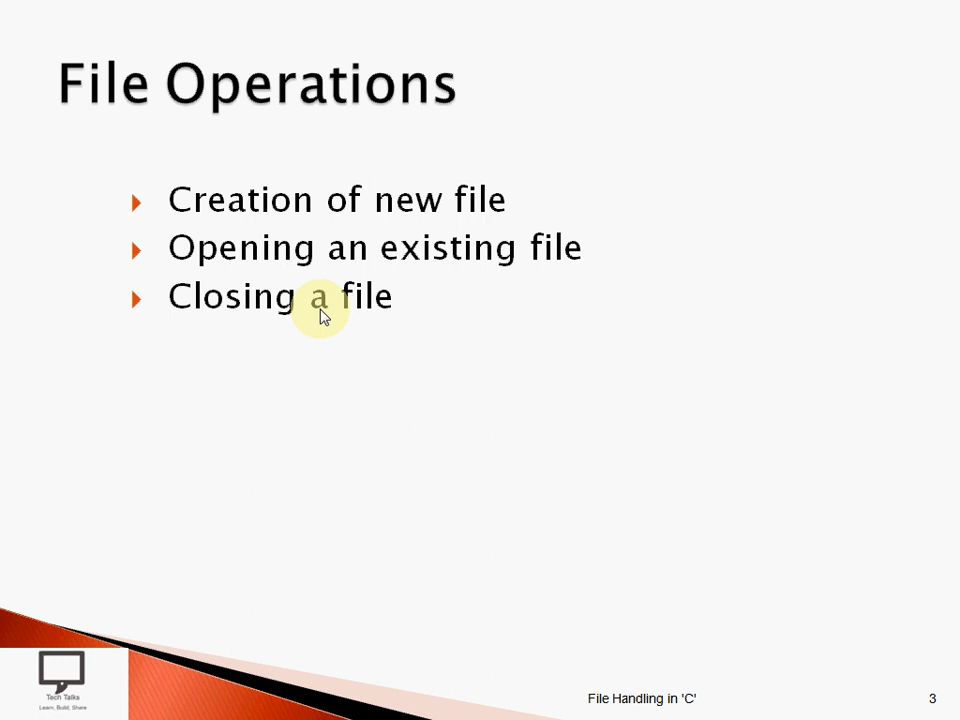 File Operations
Creation of new file
Opening an existing file
Closing a file
Tech Talks
Learn, Build, Share
File Handling in 'C'
3